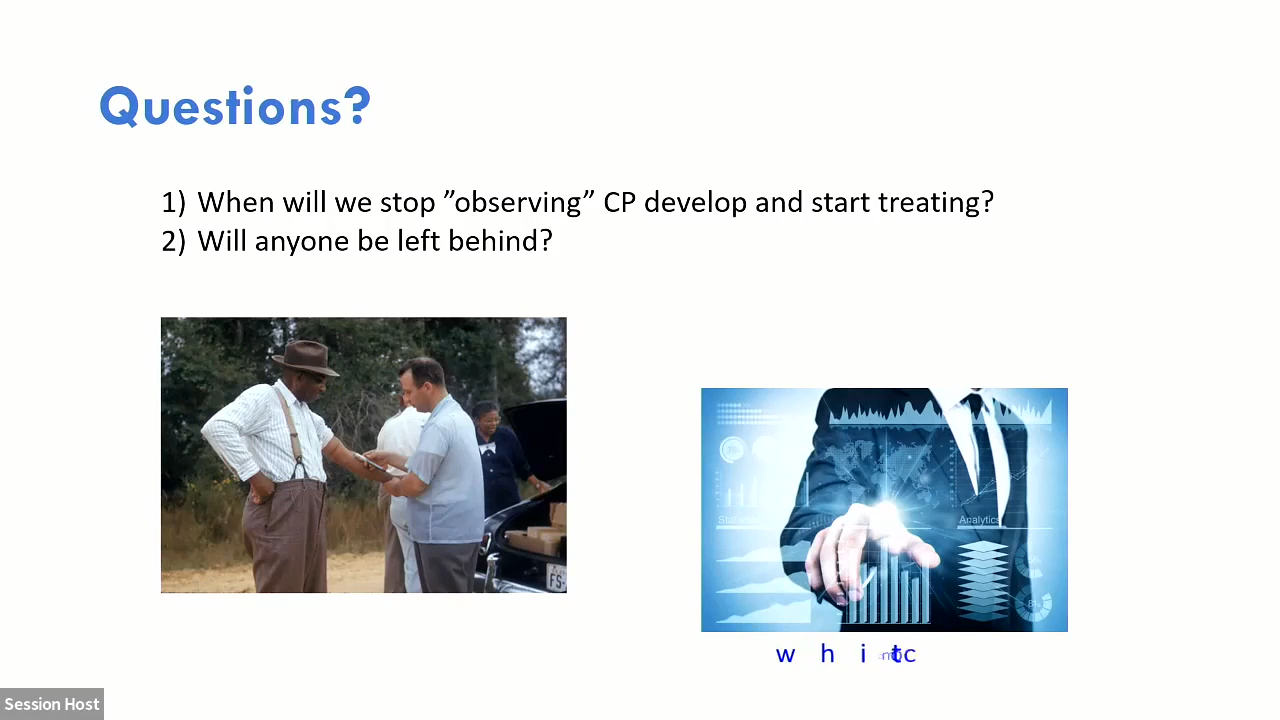 Questions?
1) When will we stop ”observing” CP develop and start treating?
2) Will anyone be left behind?
Analytics
FS-
w h i tc
Session Host